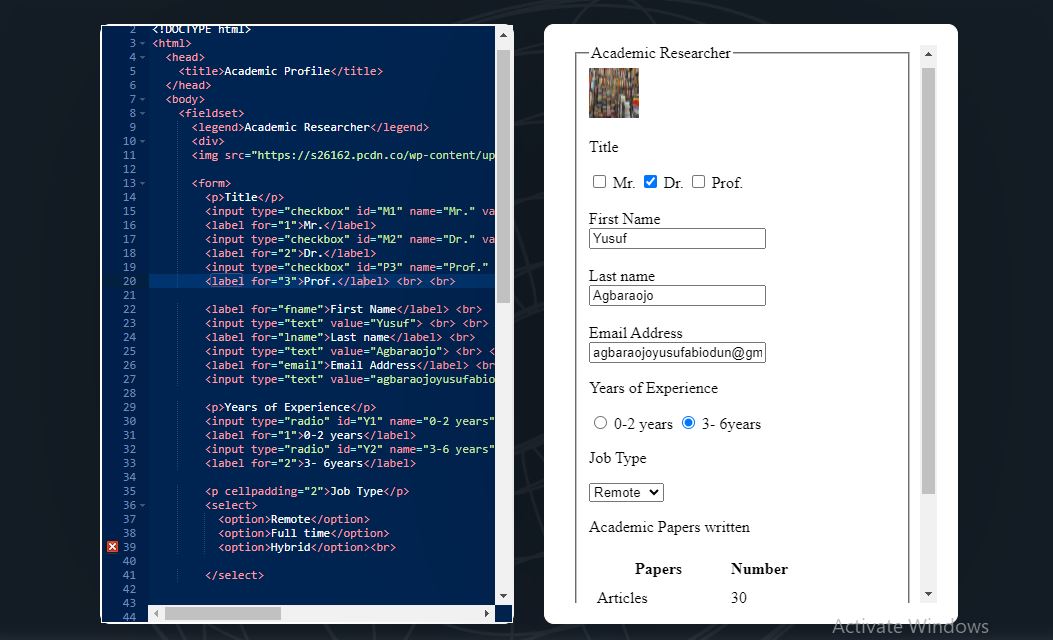 2 <!DOCTYPE html>
3 <html>
4 <head>
5 <title>Academic Profile</title>
6 </head>
7 <body>
8 <fieldset>
9 <legend>Academic Researcher</legend>
10 <div>
11 <img src="https://s26162.pcdn.co/wp-content/up
12
13 <form>
14 <p>Title</p>
15 <input type="checkbox" id="M1" name="Mr." va
16 <label for="1">Mr.</label>
17 <input type="checkbox" id="M2" name="Dr." va
18 <label for="2">Dr.</label>
19 <input type="checkbox" id="P3" name="Prof."
20 <label for="3">Prof.</label> <br> <br>
21
22 <label for="fname">First Name</label> <br>
23 <input type="text" value="Yusuf"> <br> <br>
24 <label for="lname">Last name</label> <br>
25 <input type="text" value="Agbaraojo"> <br> <
26 <label for="email">Email Address</label> <br
27 <input type="text" value="agbaraojoyusufabio
28
29 <p>Years of Experience</p>
30 <input type="radio" id="Y1" name="0-2 years"
31 <label for="1">0-2 years</label>
32 <input type="radio" id="Y2" name="3-6 years"
33 <label for="2">3- 6years</label>
34
35 <p cellpadding="2">Job Type</p>
36 <select>
37 <option>Remote</option>
38 <option>Full time</option>
39 <option>Hybrid</option><br>
40
41 </select>
42
43
44
Academic Researcher
Title
Mr. Dr. Prof.
First Name
Yusuf
Last name
Agbaraojo
Email Address
agbaraojoyusufabiodun@gm
Years of Experience
0-2 years 3- 6years
Job Type
Remote
Academic Papers written
Papers Number
Articles 30
Activate Windows